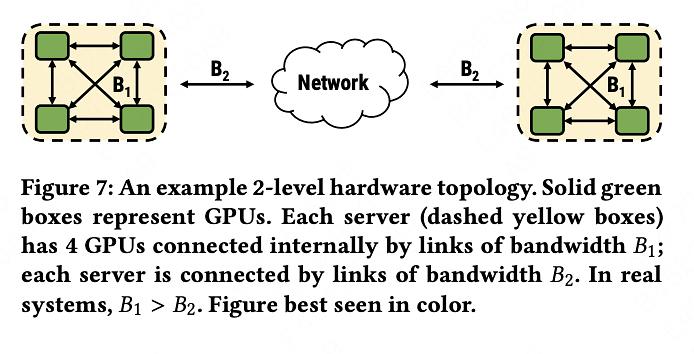 B₁
B₂
Network
B₂
B₁
Figure 7: An example 2-level hardware topology. Solid green
boxes represent GPUs. Each server (dashed yellow boxes)
has 4 GPUs connected internally by links of bandwidth B₁;
each server is connected by links of bandwidth B₂. In real
systems, B₁ > B₂. Figure best seen in color.